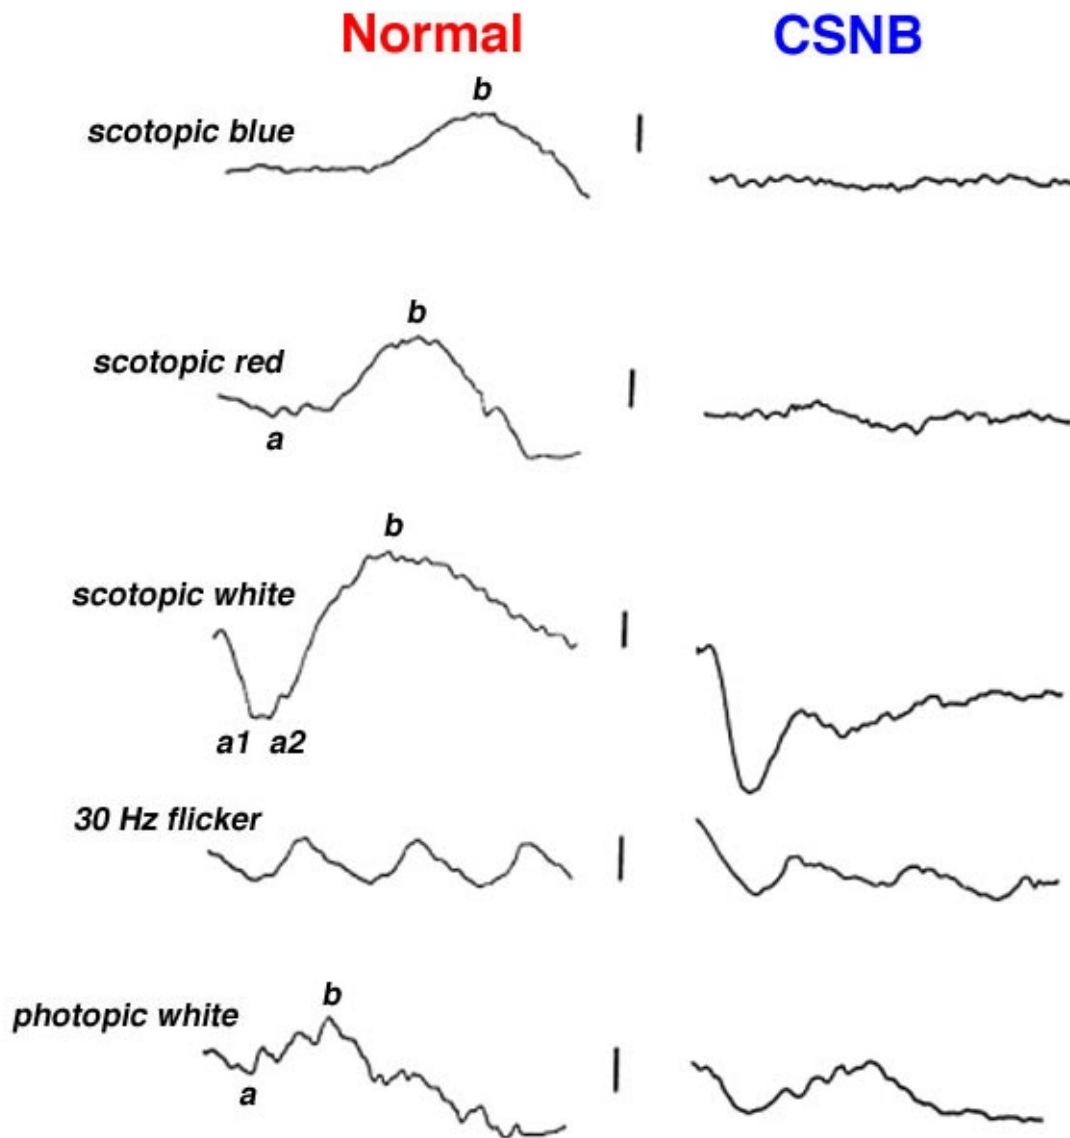 Normal CSNB
b
scotopic blue
b
scotopic red
a
b
scotopic white
a1 a2
30 Hz flicker
b
photopic white
a